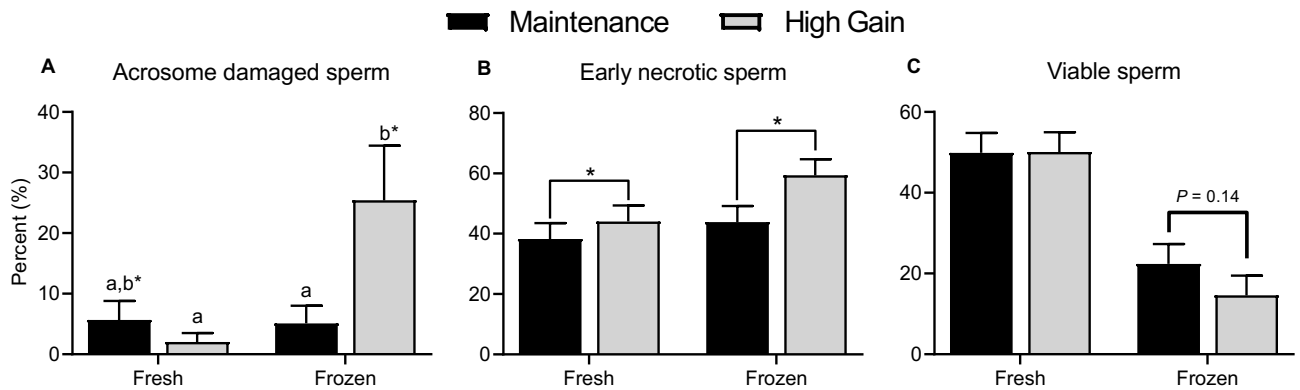 Maintenance High Gain
A Acrosome damaged sperm
Percent (%)
40
30
20
10
0
a,b*
a
a
b*
Fresh Frozen
B Early necrotic sperm
80
60
40
20
0
*
*
Fresh Frozen
C Viable sperm
60
40
20
0
P = 0.14
Fresh Frozen